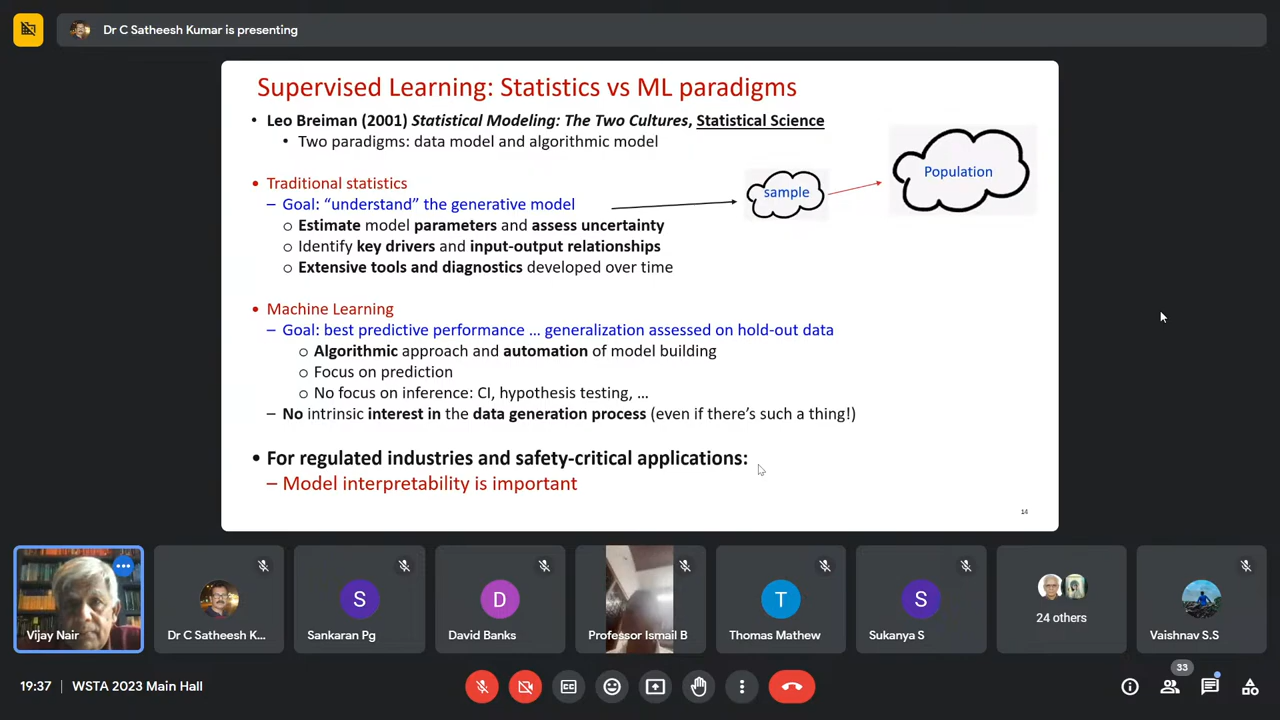 Dr C Satheesh Kumar is presenting
Supervised Learning: Statistics vs ML paradigms
• Leo Breiman (2001) Statistical Modeling: The Two Cultures, Statistical Science
• Two paradigms: data model and algorithmic model
Population
sample
• Traditional statistics
– Goal: “understand” the generative model
o Estimate model parameters and assess uncertainty
o Identify key drivers and input-output relationships
o Extensive tools and diagnostics developed over time
• Machine Learning
– Goal: best predictive performance ... generalization assessed on hold-out data
o Algorithmic approach and automation of model building
o Focus on prediction
o No focus on inference: CI, hypothesis testing, ...
– No intrinsic interest in the data generation process (even if there’s such a thing!)
• For regulated industries and safety-critical applications:
– Model interpretability is important
14
S
D
T
S
24 others
Vijay Nair
Dr C Satheesh K...
Sankaran Pg
David Banks
Professor Ismail B
Thomas Mathew
Sukanya S
Vaishnav S.S
19:37 | WSTA 2023 Main Hall
CC
33